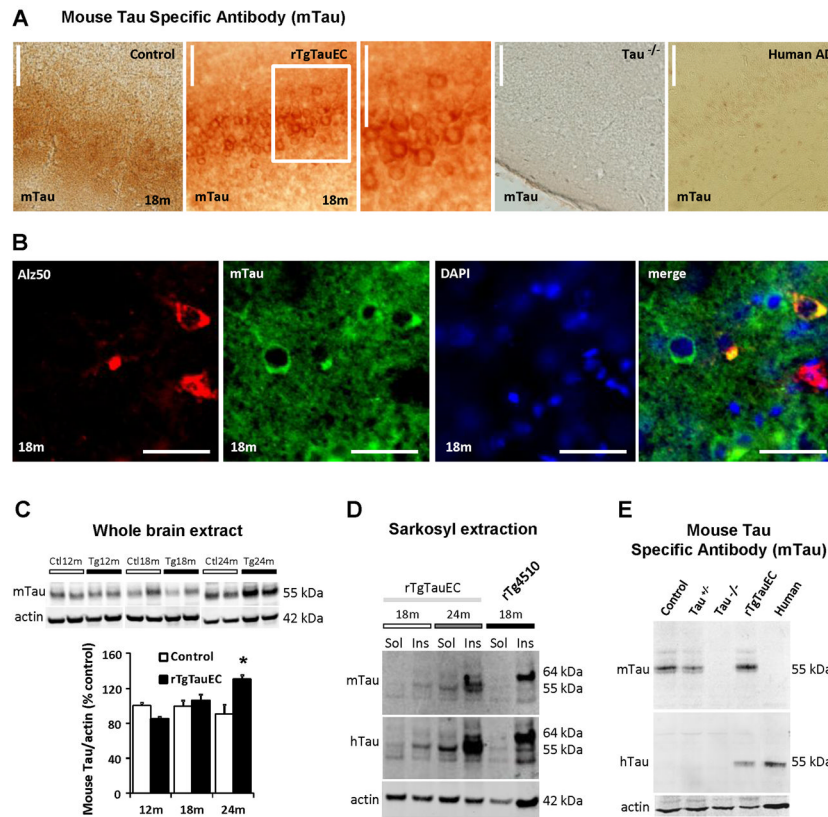 A Mouse Tau Specific Antibody (mTau)
Control rTgTauEC Tau -/- Human AD
mTau 18m mTau 18m mTau mTau
B
Alz50 mTau DAPI merge
18m 18m 18m
C Whole brain extract
Ctl12m Tg12m Ctl18m Tg18m Ctl24m Tg24m
mTau 55 kDa
actin 42 kDa
Mouse Tau/actin (% control)
160
120
80
40
0
Control
rTgTauEC
*
12m 18m 24m
D Sarkosyl extraction
rTgTauEC rTg4510
18m 24m 18m
Sol Ins Sol Ins Sol Ins
mTau 64 kDa
55 kDa
hTau 64 kDa
55 kDa
actin 42 kDa
E Mouse Tau
Specific Antibody (mTau)
Control Tau +/- Tau -/- rTgTauEC Human
mTau 55 kDa
hTau 55 kDa
actin